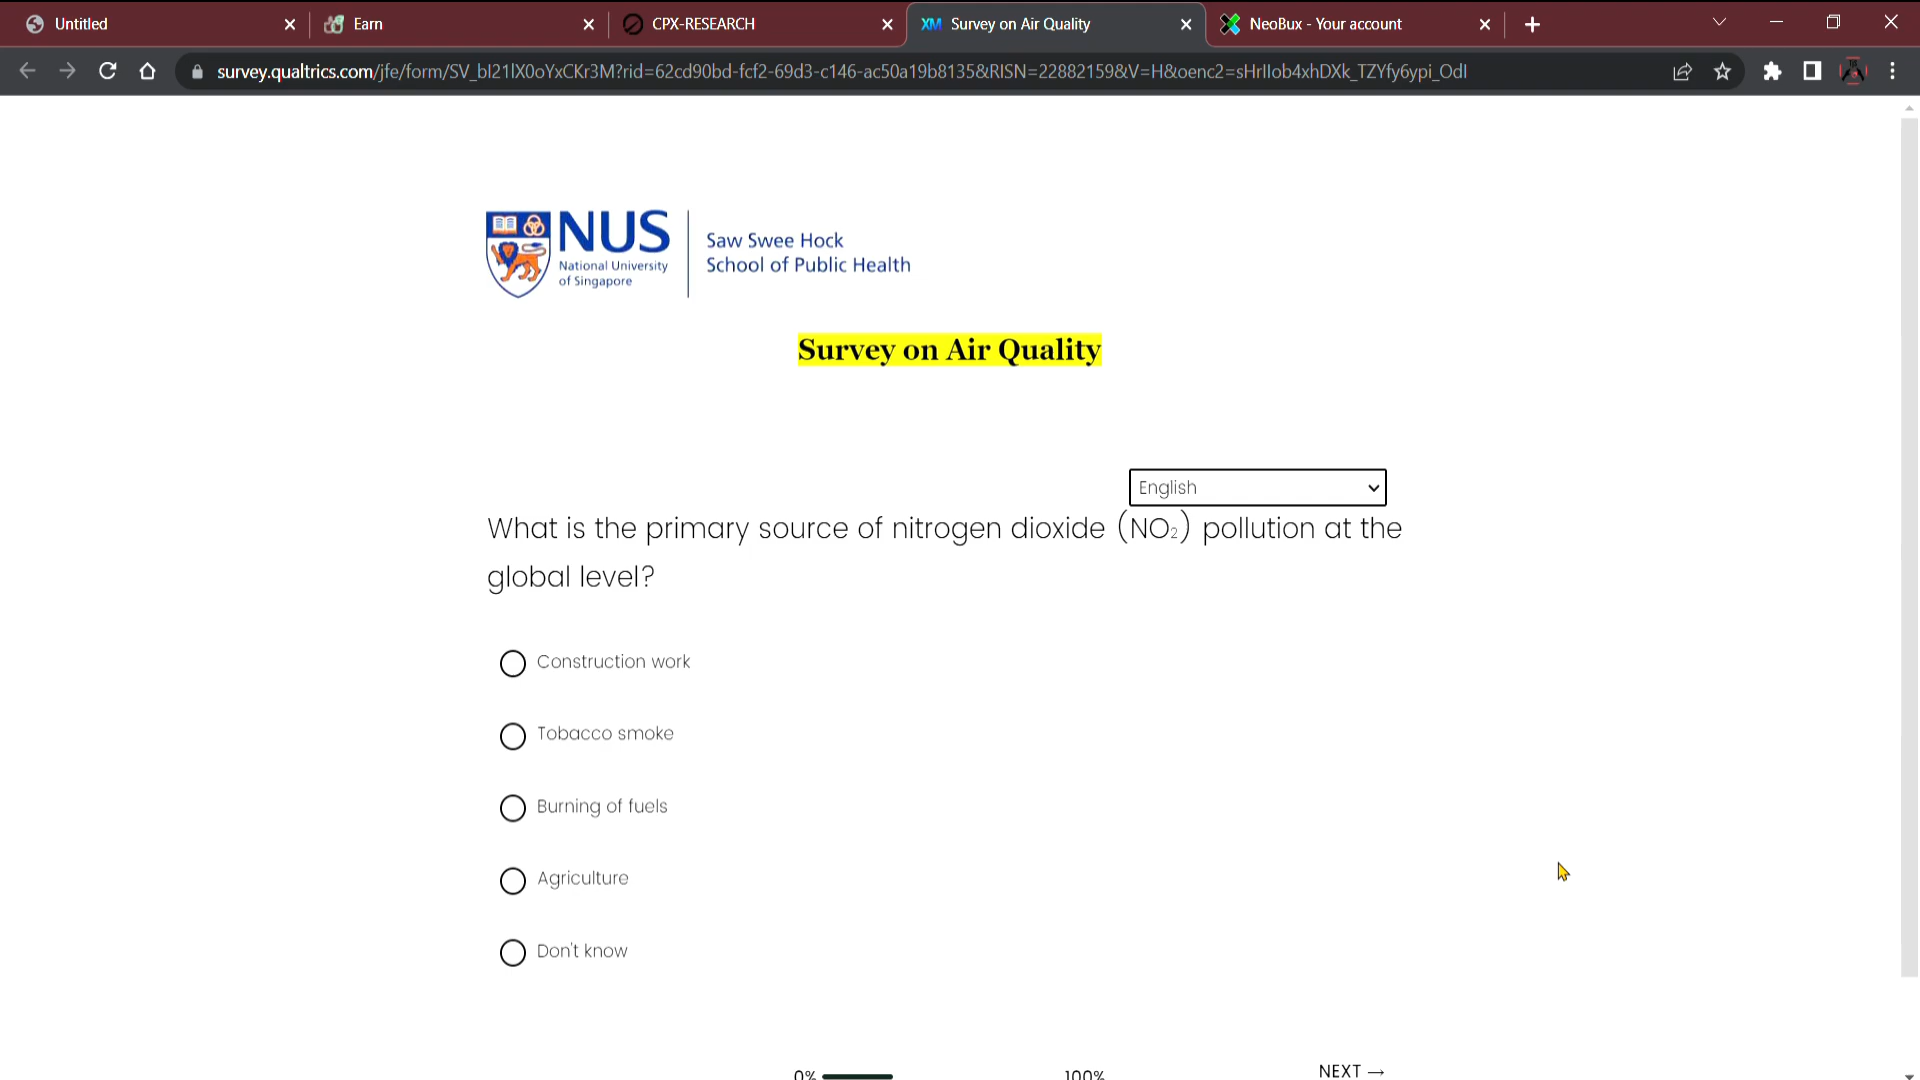 Untitled
Earn
CPX-RESEARCH
XM Survey on Air Quality
NeoBux - Your account
survey.qualtrics.com/jfe/form/SV_bI21lX0oYxCKr3M?rid=62cd90bd-fcf2-69d3-c146-ac50a19b8135&RISN=22882159&V=H&oenc2=sHrIIob4xhDXk_TZYfy6ypi_OdI
NUS
National University
of Singapore
Saw Swee Hock
School of Public Health
Survey on Air Quality
English
What is the primary source of nitrogen dioxide (NO₂) pollution at the
global level?
Construction work
Tobacco smoke
Burning of fuels
Agriculture
Don't know
0% 100%
NEXT →